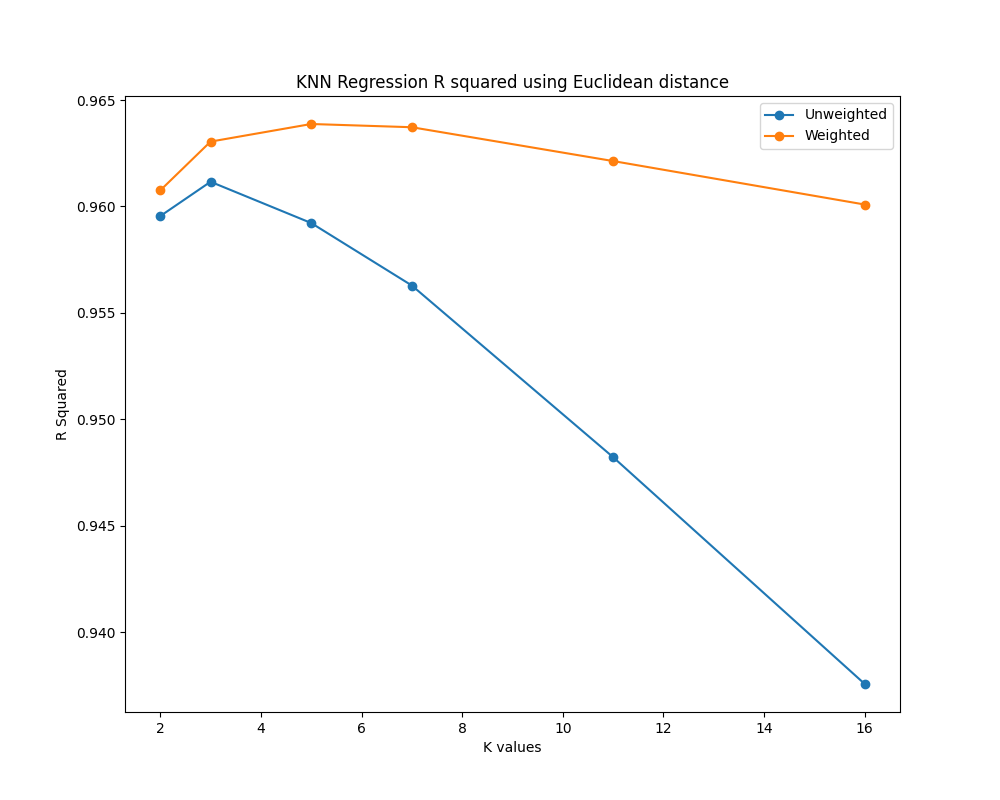 KNN Regression R squared using Euclidean distance
Unweighted
Weighted
0.965
0.960
0.955
0.950
0.945
0.940
R Squared
2 4 6 8 10 12 14 16
K values